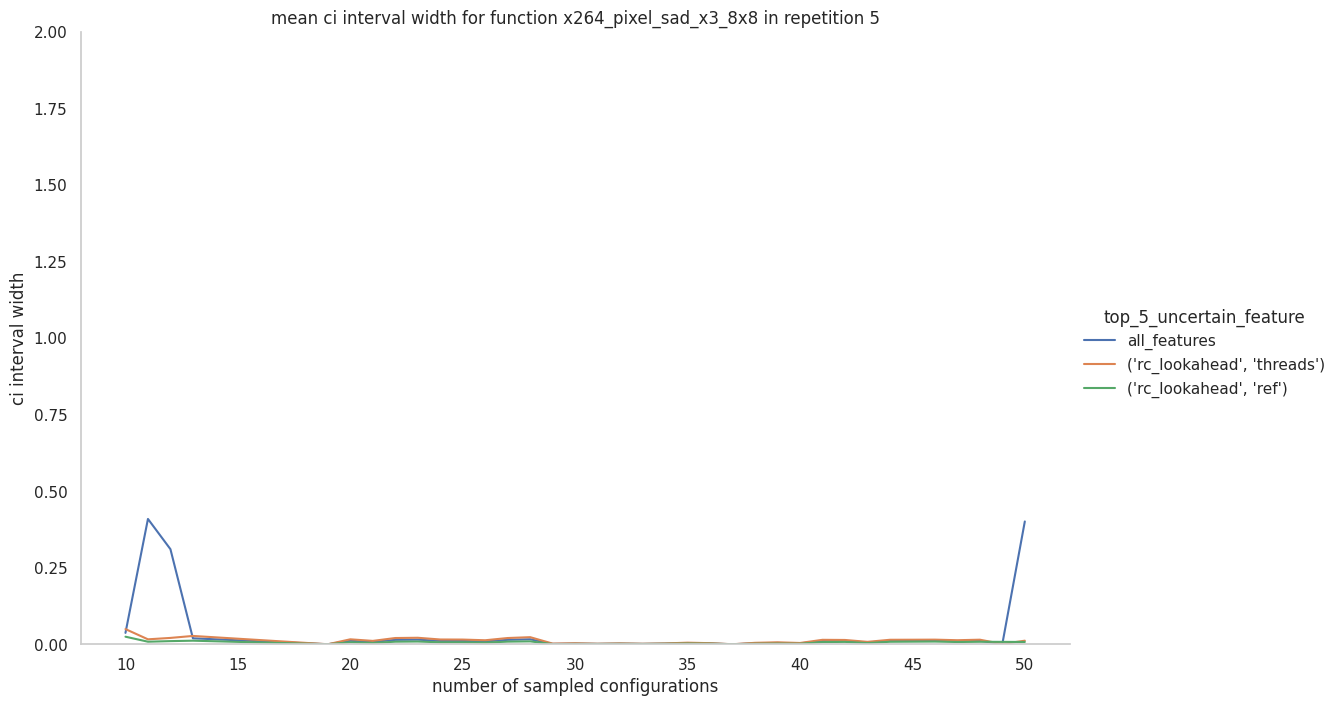 mean ci interval width for function x264_pixel_sad_x3_8x8 in repetition 5
2.00
1.75
1.50
1.25
1.00
0.75
0.50
0.25
0.00
ci interval width
10
15
20
25
30
35
40
45
50
number of sampled configurations
top_5_uncertain_feature
all_features
('rc_lookahead', 'threads')
('rc_lookahead', 'ref')